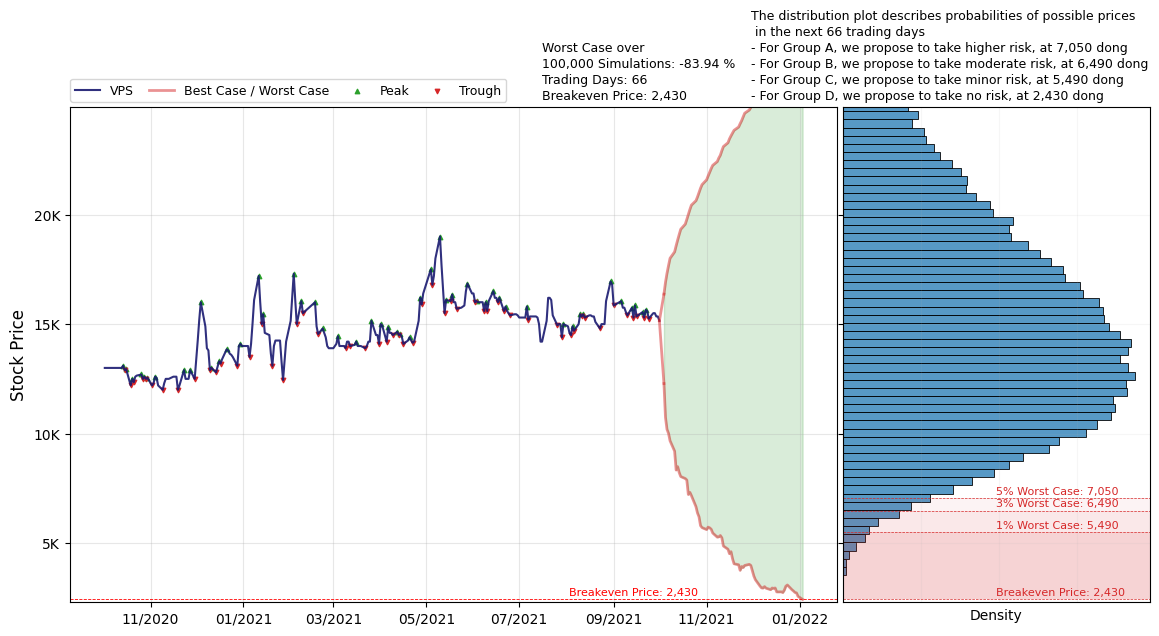 The distribution plot describes probabilities of possible prices
in the next 66 trading days
- For Group A, we propose to take higher risk, at 7,050 dong
- For Group B, we propose to take moderate risk, at 6,490 dong
- For Group C, we propose to take minor risk, at 5,490 dong
- For Group D, we propose to take no risk, at 2,430 dong
Worst Case over
100,000 Simulations: -83.94 %
Trading Days: 66
Breakeven Price: 2,430
VPS
Best Case / Worst Case
Peak
Trough
Stock Price
20K
15K
10K
5K
Breakeven Price: 2,430
11/2020
01/2021
03/2021
05/2021
07/2021
09/2021
11/2021
01/2022
5% Worst Case: 7,050
3% Worst Case: 6,490
1% Worst Case: 5,490
Breakeven Price: 2,430
Density